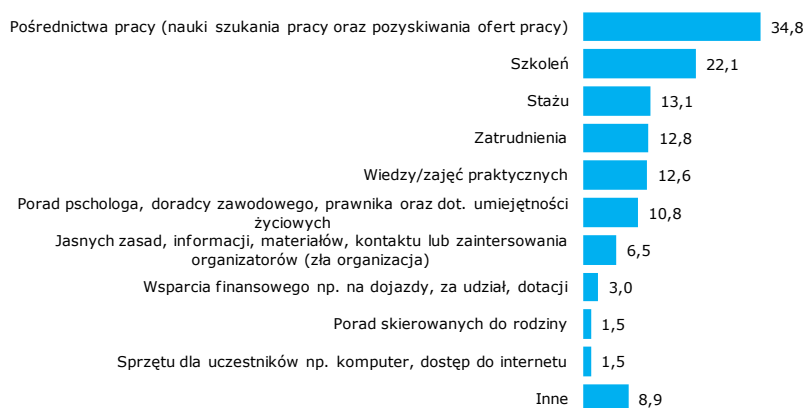 Pośrednictwa pracy (nauki szukania pracy oraz pozyskiwania ofert pracy) 34,8
Szkoleń 22,1
Stażu 13,1
Zatrudnienia 12,8
Wiedzy/zajęć praktycznych 12,6
Porad pschologa, doradcy zawodowego, prawnika oraz dot. umiejętności
życiowych 10,8
Jasnych zasad, informacji, materiałów, kontaktu lub zaintersowania
organizatorów (zła organizacja) 6,5
Wsparcia finansowego np. na dojazdy, za udział, dotacji 3,0
Porad skierowanych do rodziny 1,5
Sprzętu dla uczestników np. komputer, dostęp do internetu 1,5
Inne 8,9